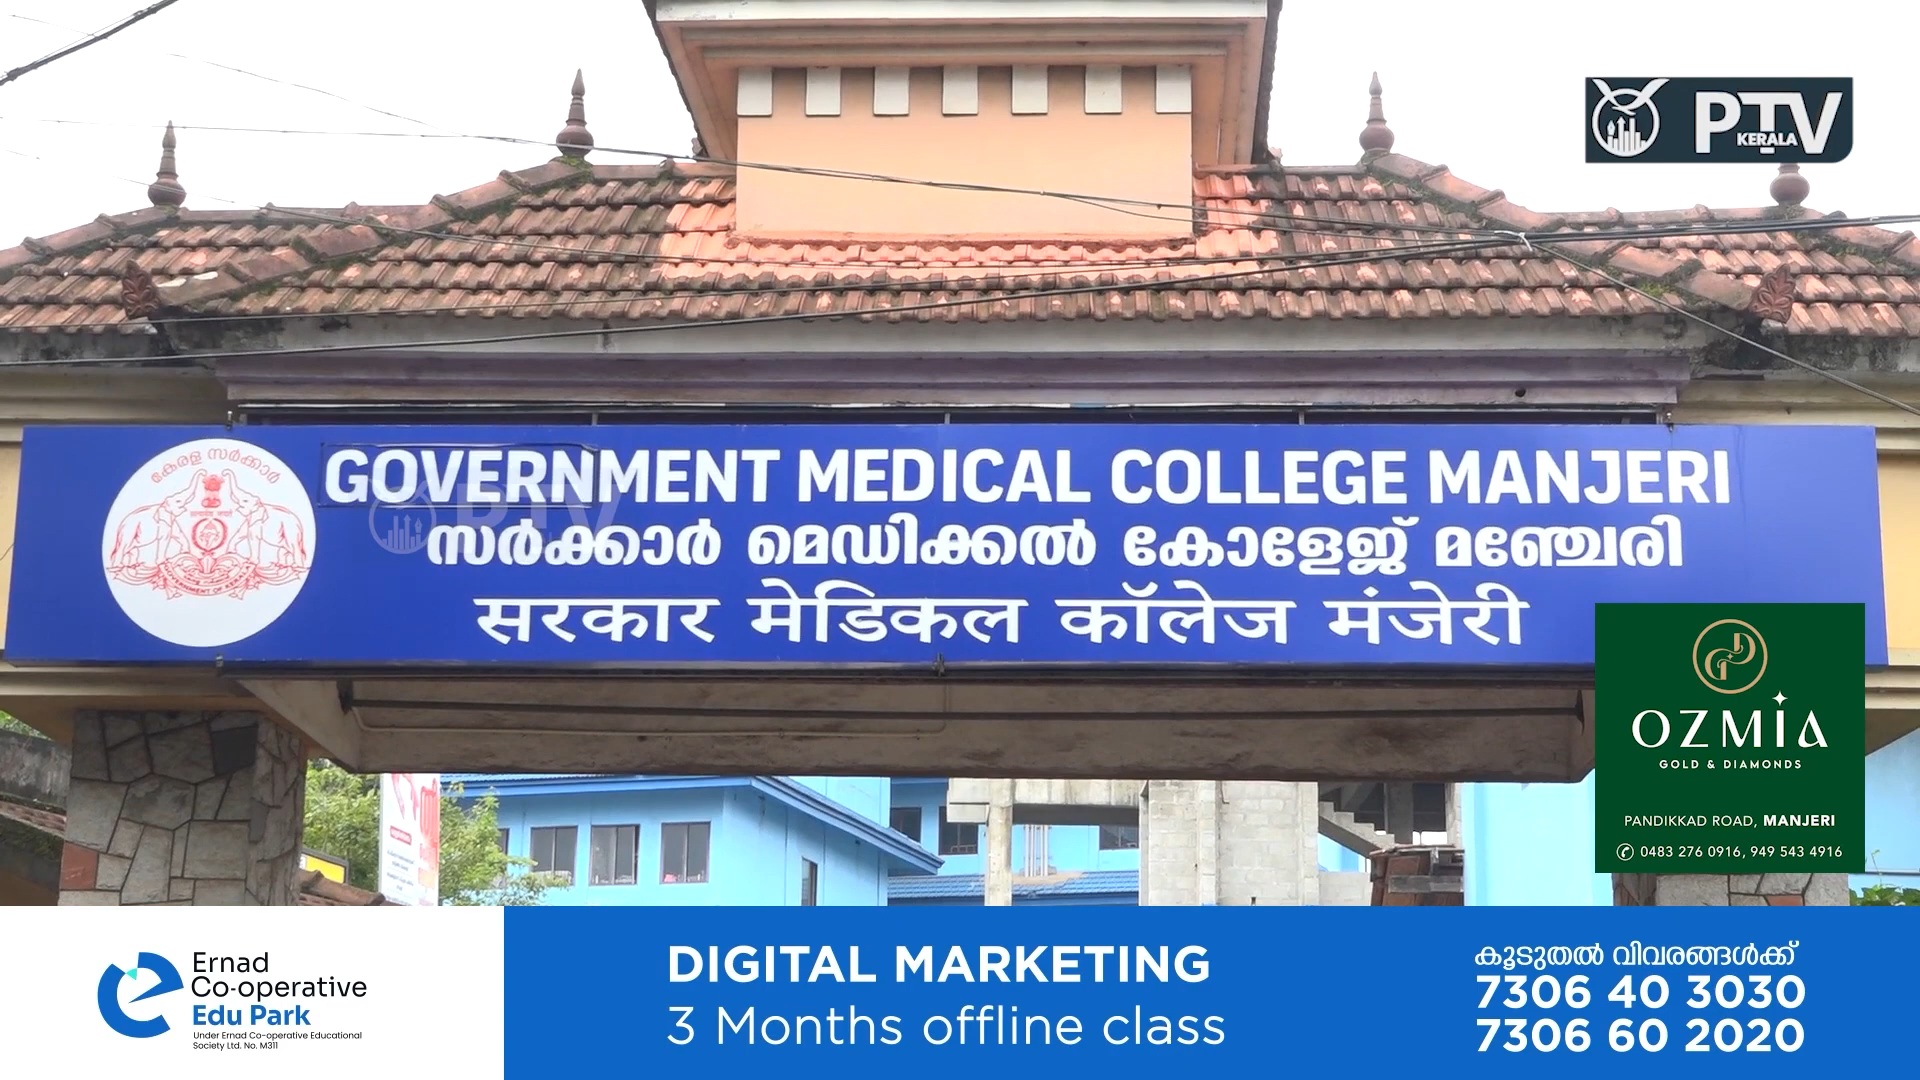 PTV
KERALA
കേരള സർക്കാർ
GOVERNMENT MEDICAL COLLEGE MANJERI
സർക്കാർ മെഡിക്കൽ കോളേജ് മഞ്ചേരി
सरकार मेडिकल कॉलेज मंजेरी
OZMIA
GOLD & DIAMONDS
PANDIKKAD ROAD, MANJERI
0483 276 0916, 949 543 4916
Ernad
Co-operative
Edu Park
Under Ernad Co-operative Educational
Society Ltd. No. M311
DIGITAL MARKETING
3 Months offline class
കൂടുതൽ വിവരങ്ങൾക്ക്
7306 40 3030
7306 60 2020